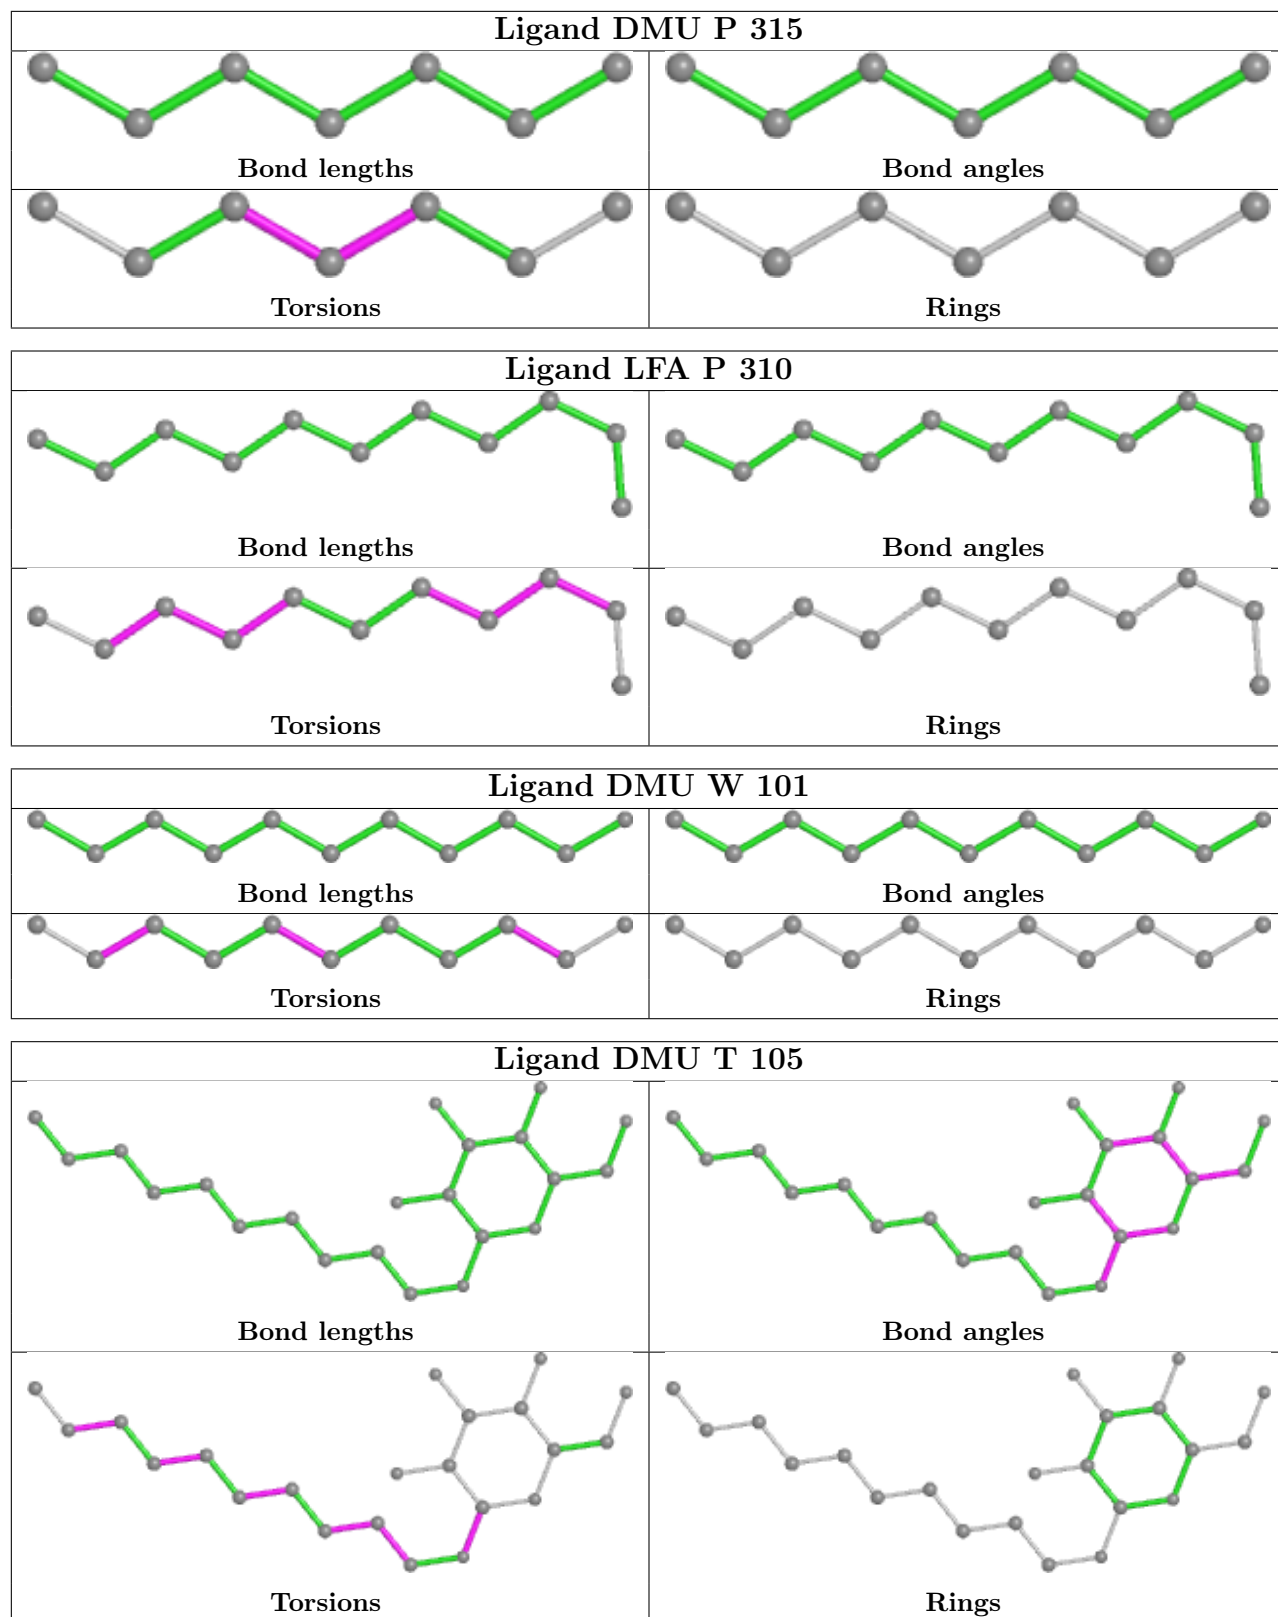 Ligand DMU P 315
Bond lengths Bond angles
Torsions Rings
Ligand LFA P 310
Bond lengths Bond angles
Torsions Rings
Ligand DMU W 101
Bond lengths Bond angles
Torsions Rings
Ligand DMU T 105
Bond lengths Bond angles
Torsions Rings